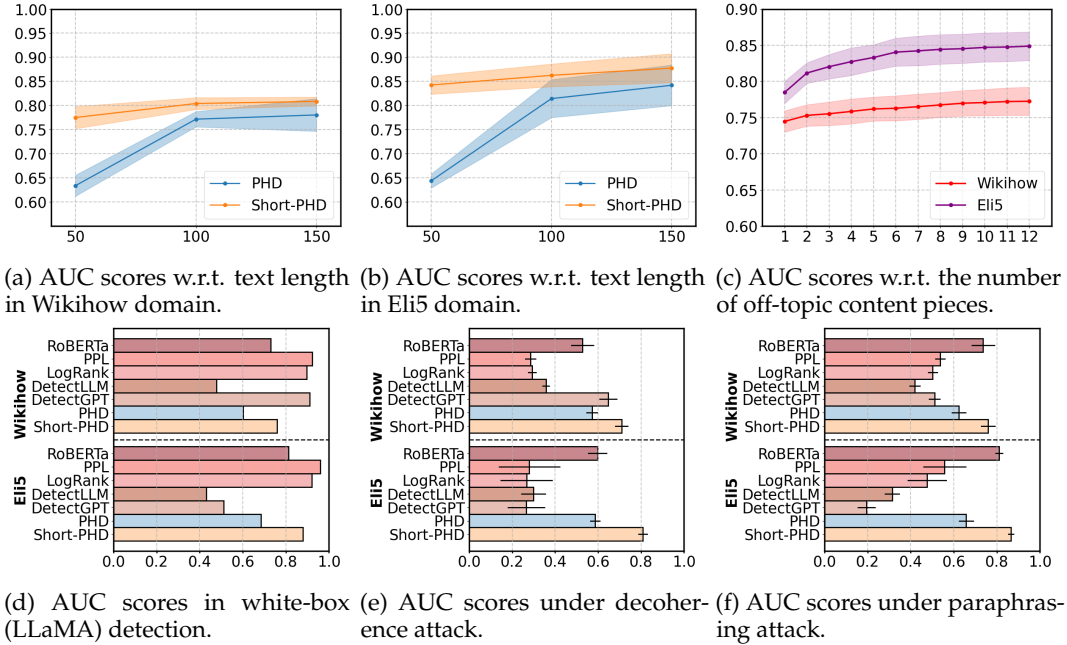 1.00
0.95
0.90
0.85
0.80
0.75
0.70
0.65
0.60
50 100 150
PHD
Short-PHD
(a) AUC scores w.r.t. text length
in Wikihow domain.
1.00
0.95
0.90
0.85
0.80
0.75
0.70
0.65
0.60
50 100 150
PHD
Short-PHD
(b) AUC scores w.r.t. text length
in Eli5 domain.
0.90
0.85
0.80
0.75
0.70
0.65
0.60
1 2 3 4 5 6 7 8 9 10 11 12
Wikihow
Eli5
(c) AUC scores w.r.t. the number
of off-topic content pieces.
Wikihow
RoBERTa
PPL
LogRank
DetectLLM
DetectGPT
PHD
Short-PHD
Eli5
RoBERTa
PPL
LogRank
DetectLLM
DetectGPT
PHD
Short-PHD
0.0 0.2 0.4 0.6 0.8 1.0
(d) AUC scores in white-box
(LLaMA) detection.
Wikihow
RoBERTa
PPL
LogRank
DetectLLM
DetectGPT
PHD
Short-PHD
Eli5
RoBERTa
PPL
LogRank
DetectLLM
DetectGPT
PHD
Short-PHD
0.0 0.2 0.4 0.6 0.8 1.0
(e) AUC scores under decoher-
ence attack.
Wikihow
RoBERTa
PPL
LogRank
DetectLLM
DetectGPT
PHD
Short-PHD
Eli5
RoBERTa
PPL
LogRank
DetectLLM
DetectGPT
PHD
Short-PHD
0.0 0.2 0.4 0.6 0.8 1.0
(f) AUC scores under paraphras-
ing attack.